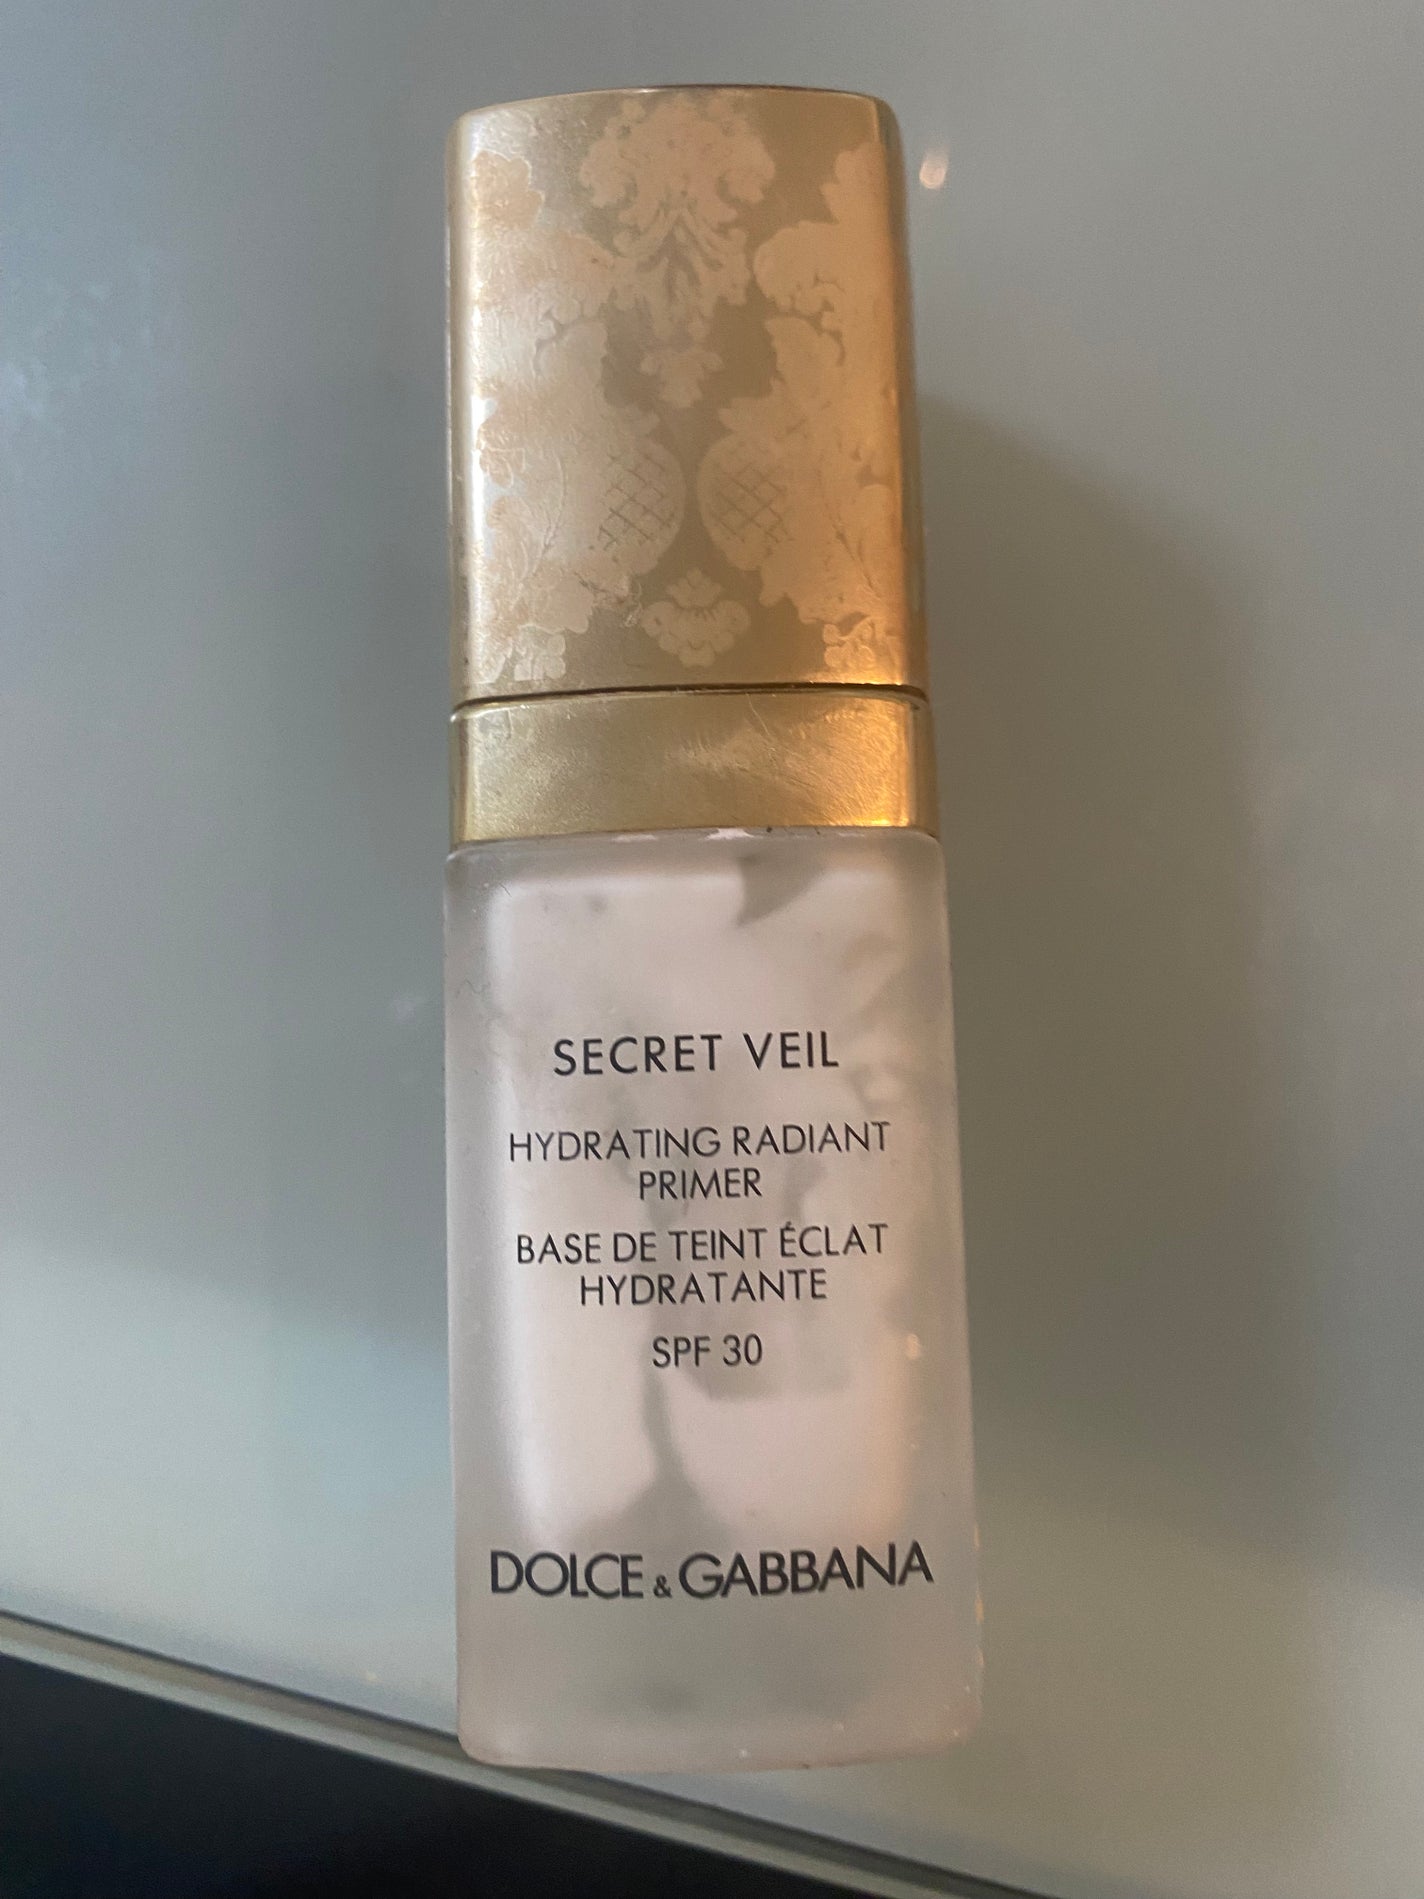 SECRET VEIL
HYDRATING RADIANT
PRIMER
BASE DE TEINT ÉCLAT
HYDRATANTE
SPF 30
DOLCE & GABBANA